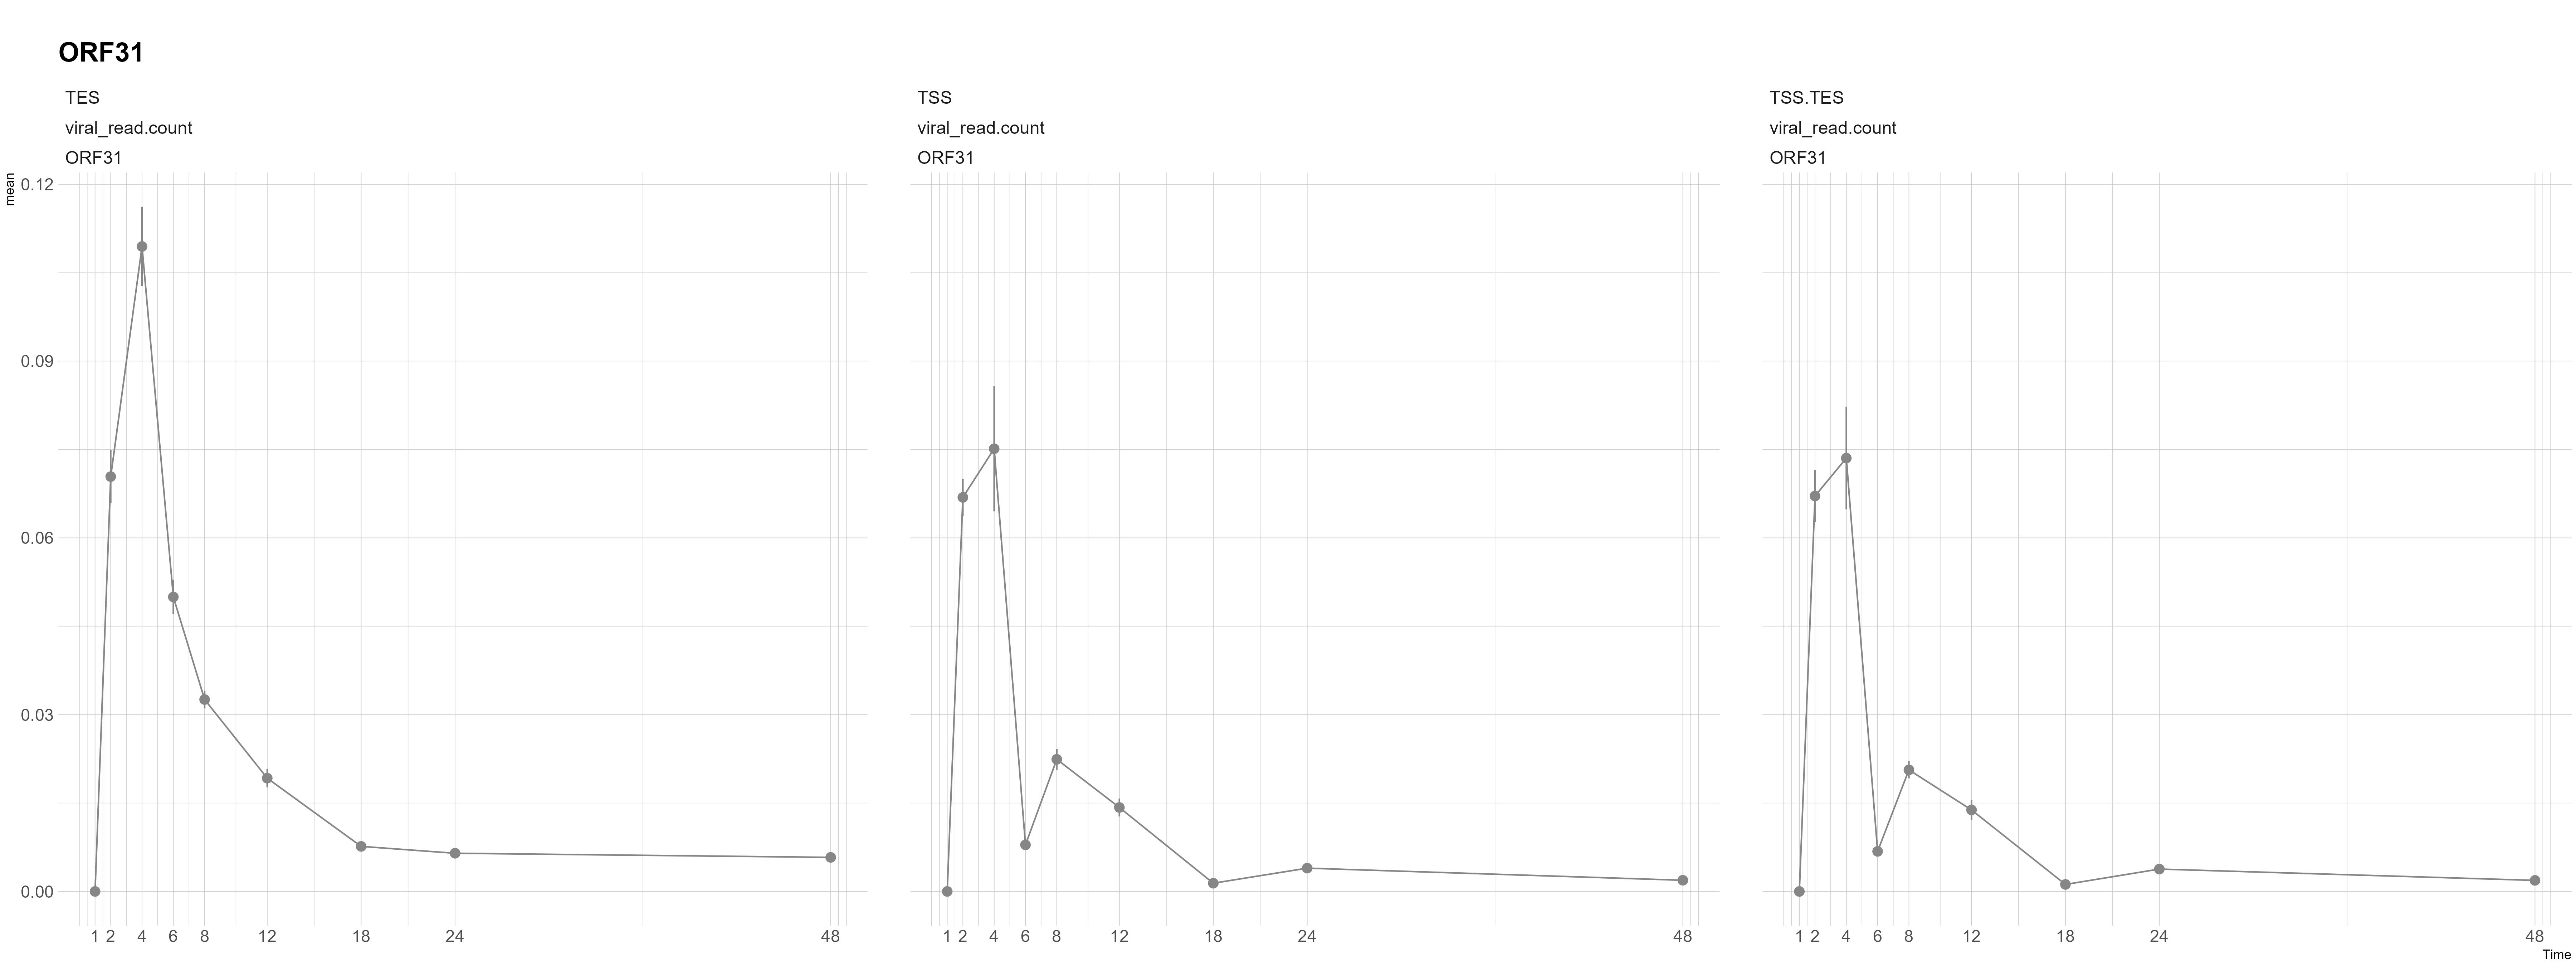 ORF31
TES
viral_read.count
ORF31
TSS
viral_read.count
ORF31
TSS.TES
viral_read.count
ORF31
mean
0.12
0.09
0.06
0.03
0.00
1 2 4 6 8 12 18 24 48
1 2 4 6 8 12 18 24 48
1 2 4 6 8 12 18 24 48
Time